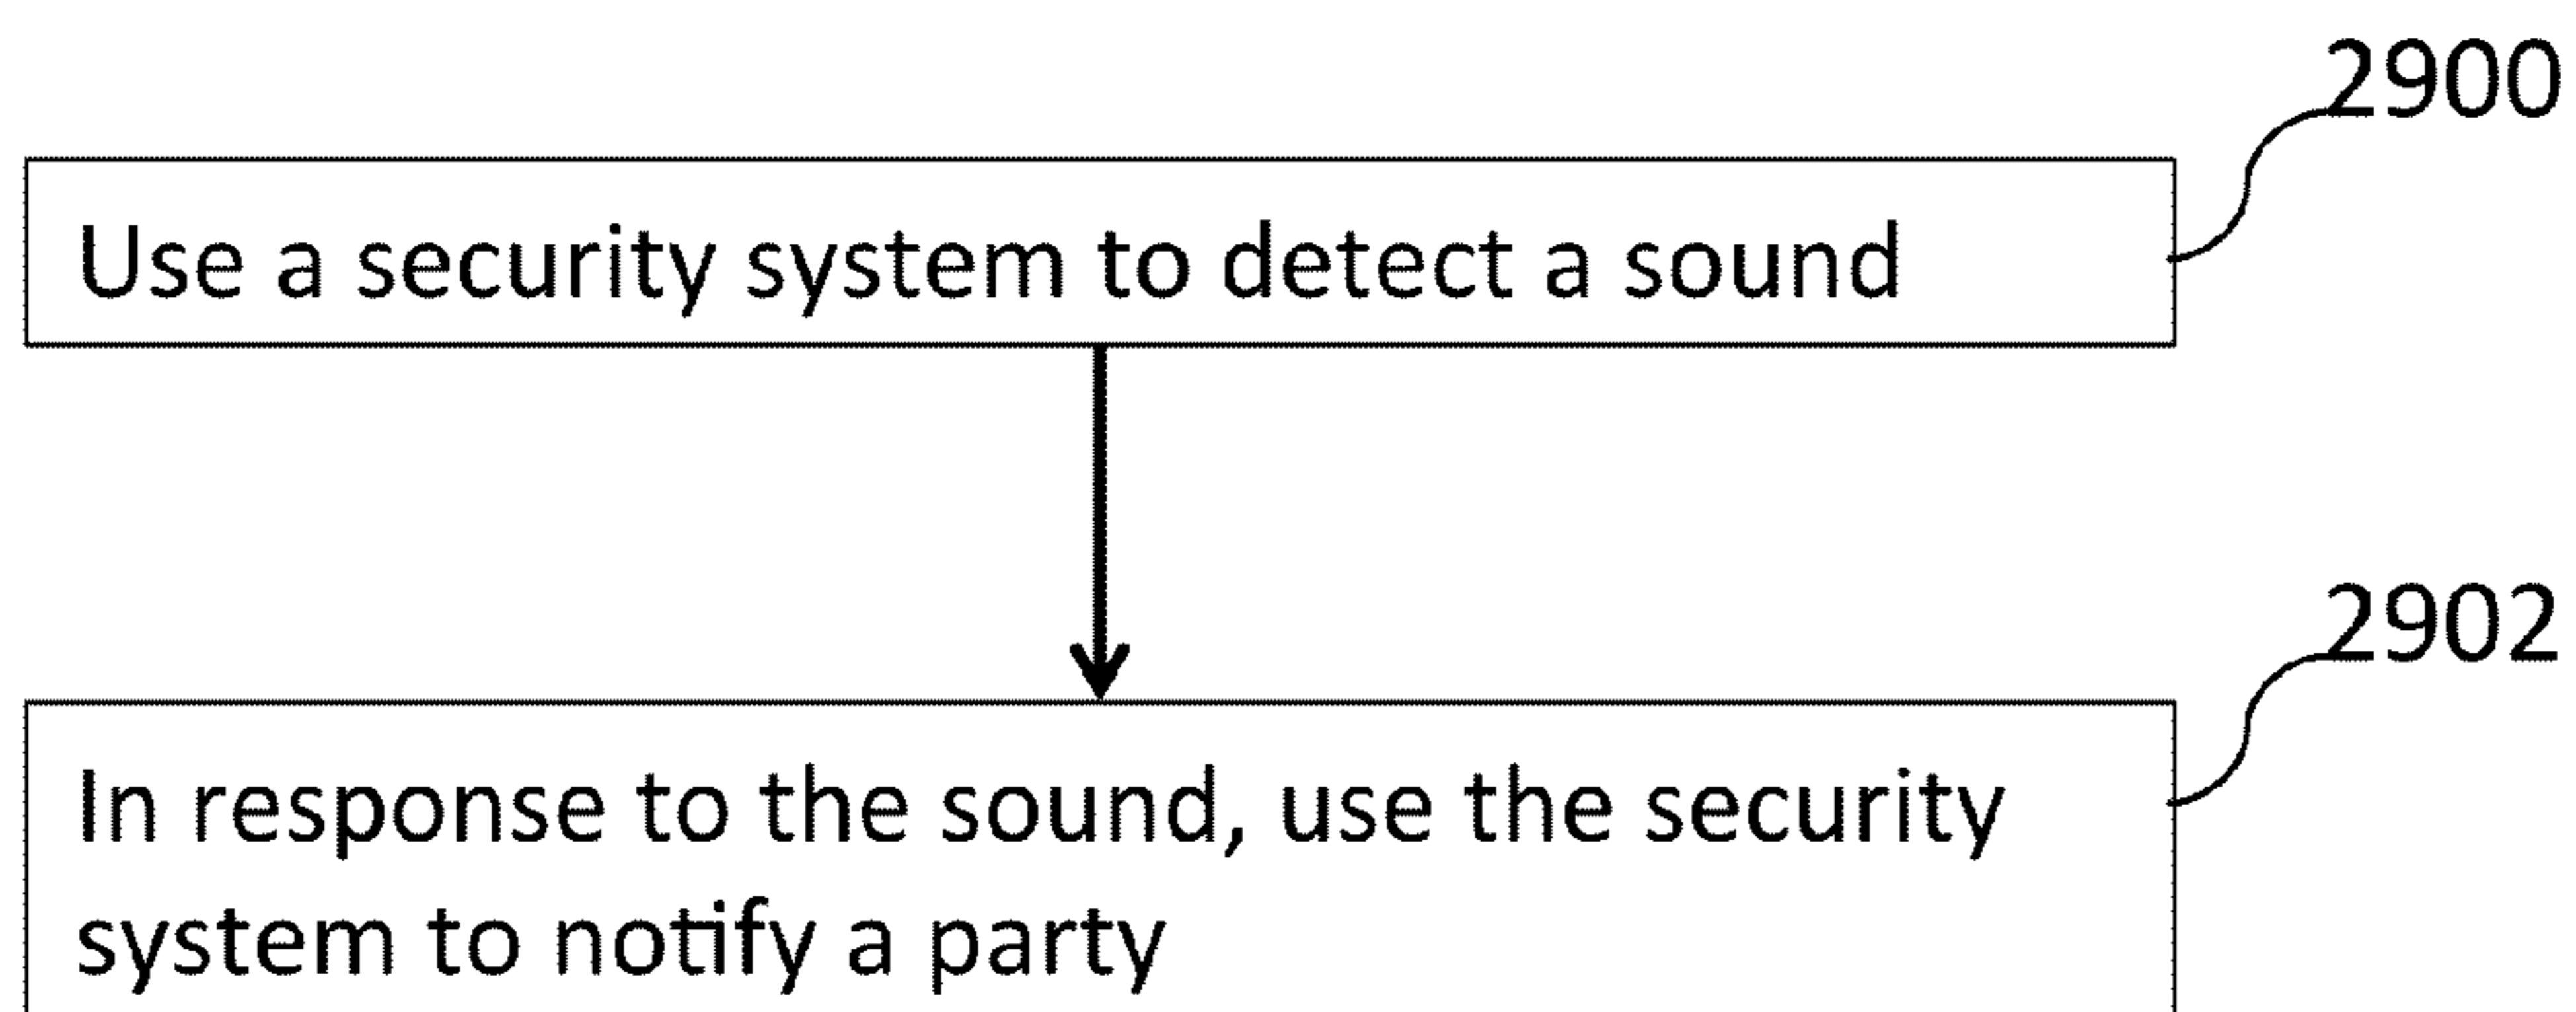 2900
Use a security system to detect a sound
2902
In response to the sound, use the security
system to notify a party